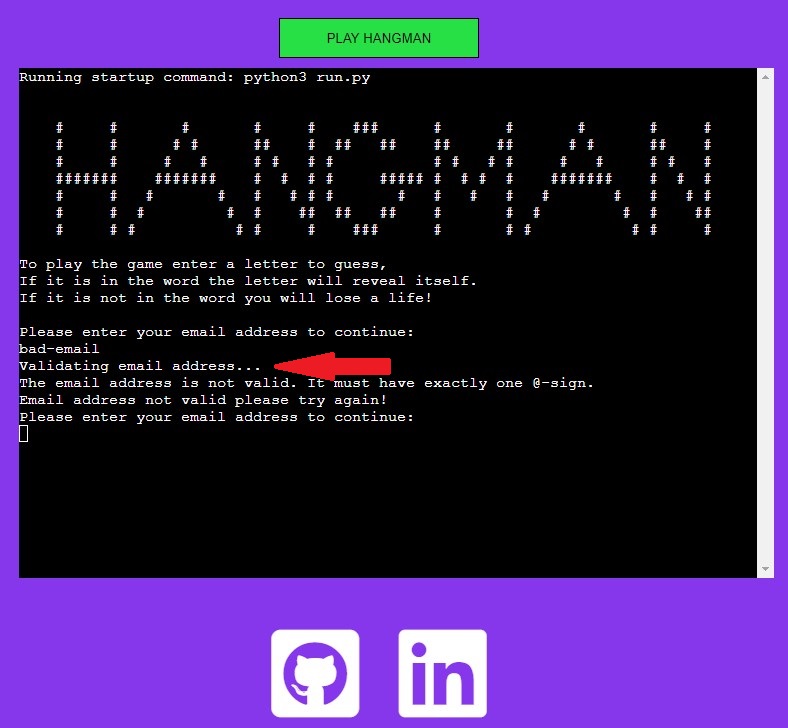 PLAY HANGMAN
Running startup command: python3 run.py
HANGMAN
To play the game enter a letter to guess,
If it is in the word the letter will reveal itself.
If it is not in the word you will lose a life!
Please enter your email address to continue:
bad-email
Validating email address...
The email address is not valid. It must have exactly one @-sign.
Email address not valid please try again!
Please enter your email address to continue:
in